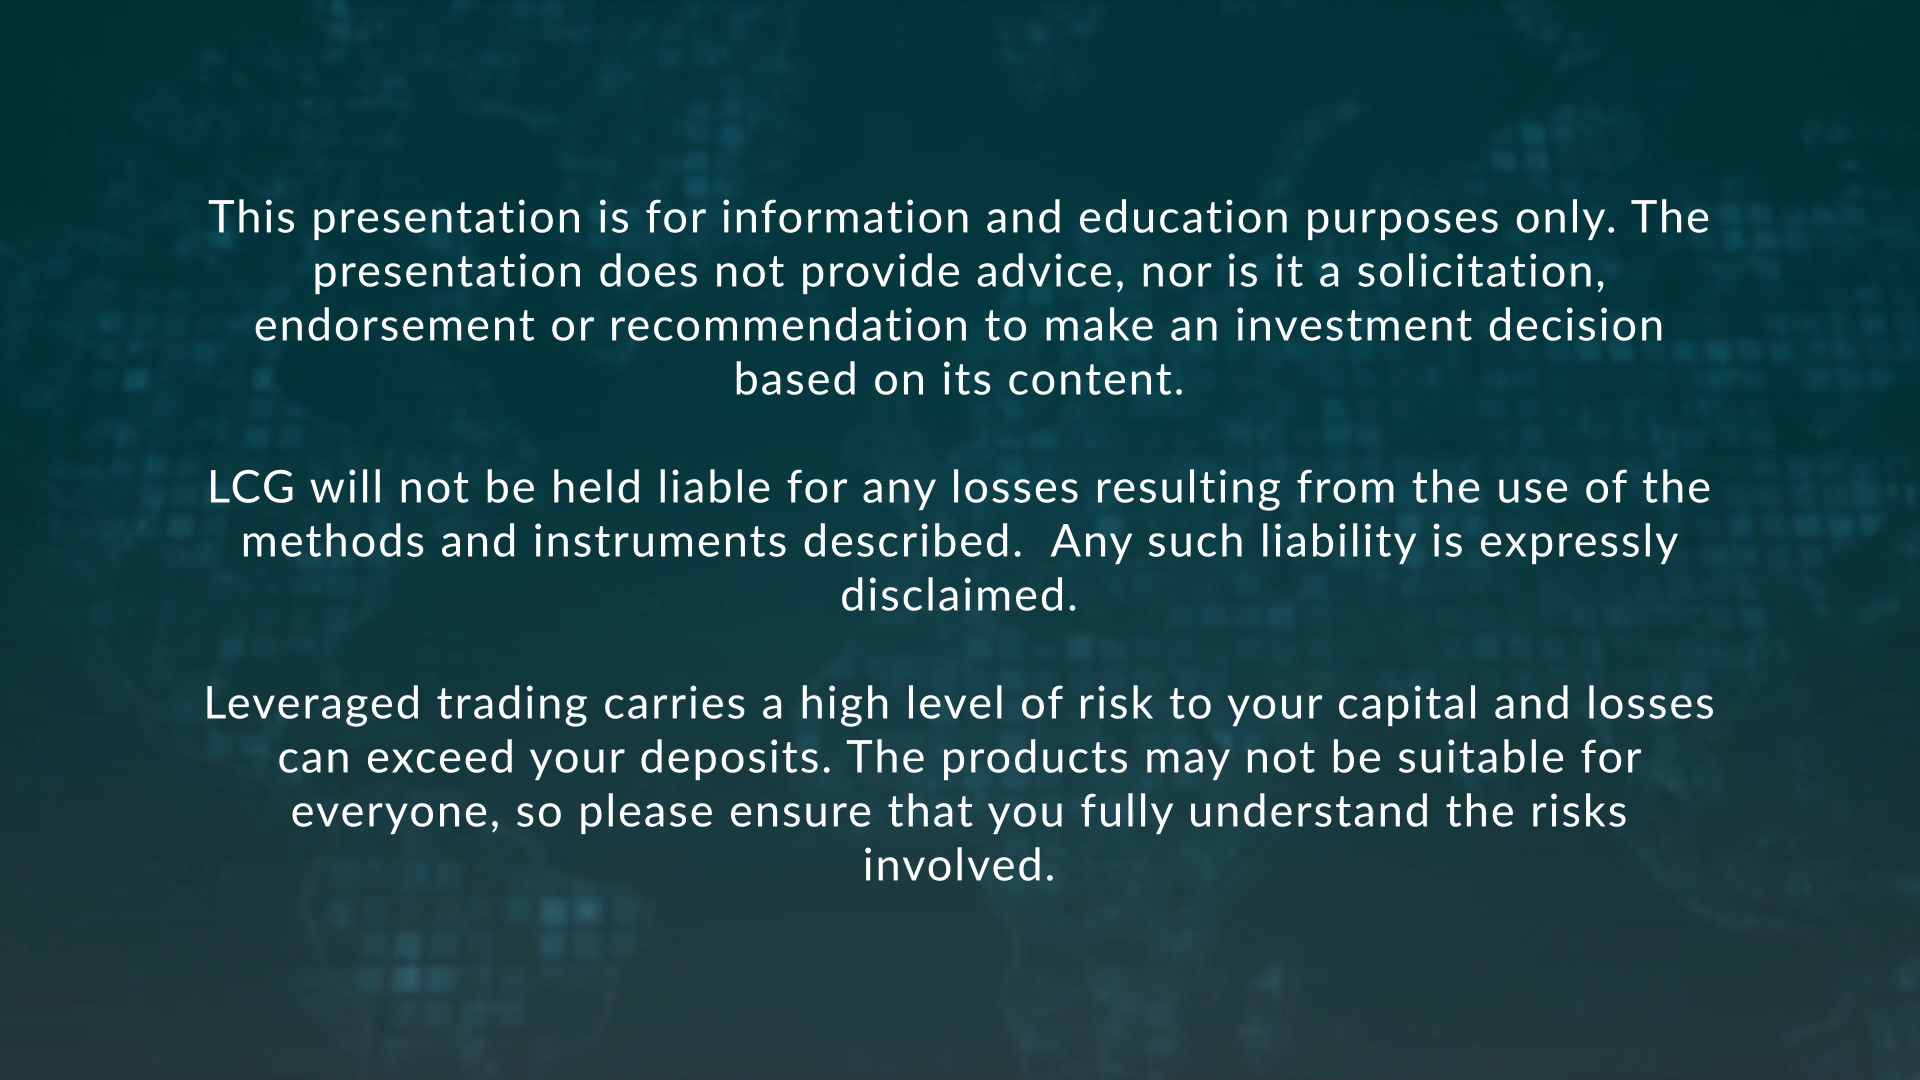 This presentation is for information and education purposes only. The
presentation does not provide advice, nor is it a solicitation,
endorsement or recommendation to make an investment decision
based on its content.
LCG will not be held liable for any losses resulting from the use of the
methods and instruments described.  Any such liability is expressly
disclaimed.
Leveraged trading carries a high level of risk to your capital and losses
can exceed your deposits. The products may not be suitable for
everyone, so please ensure that you fully understand the risks
involved.